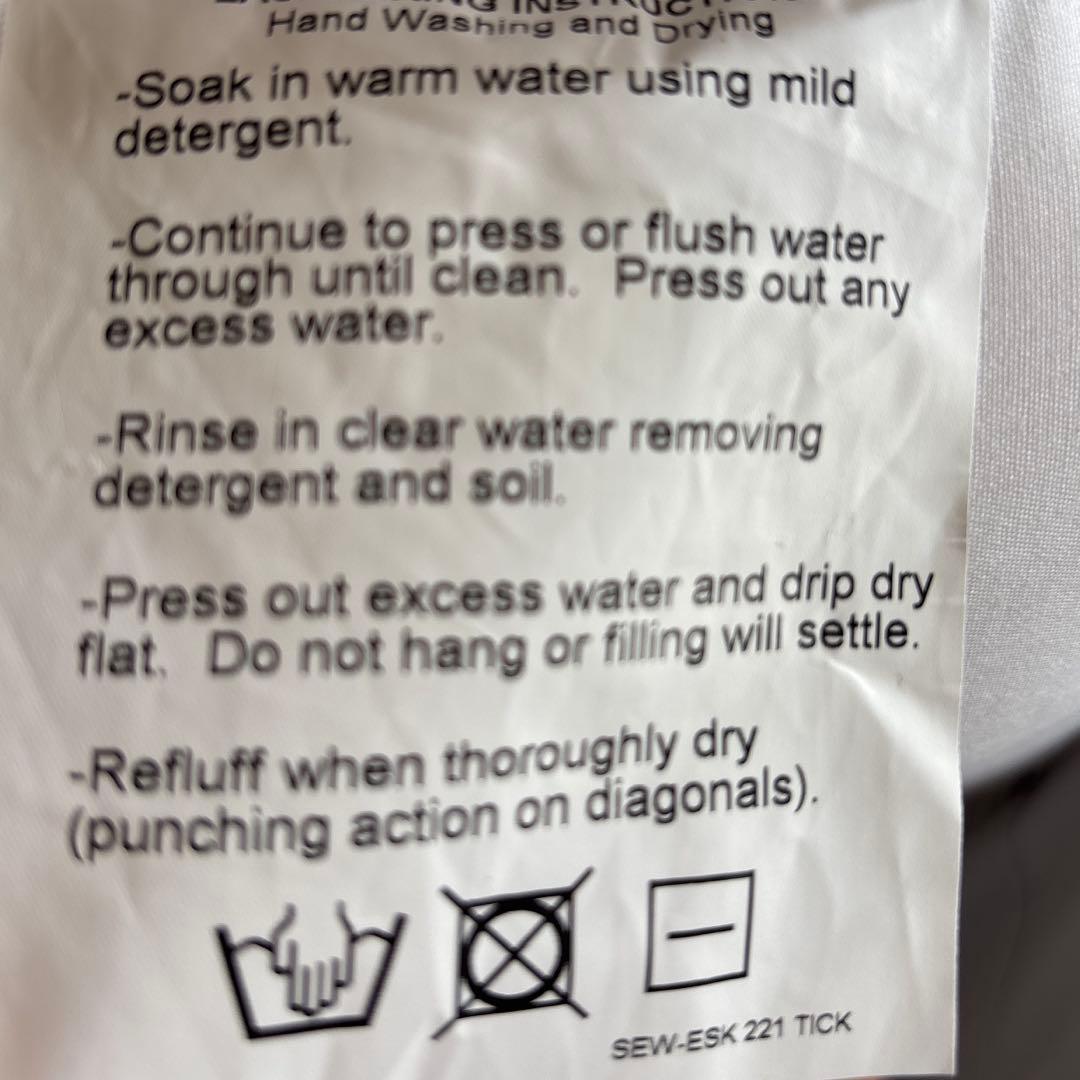 INSTRUCTIONS
Hand Washing and Drying
-Soak in warm water using mild
detergent.
-Continue to press or flush water
through until clean. Press out any
excess water.
-Rinse in clear water removing
detergent and soil.
-Press out excess water and drip dry
flat. Do not hang or filling will settle.
-Refluff when thoroughly dry
(punching action on diagonals).
SEW-ESK 221 TICK